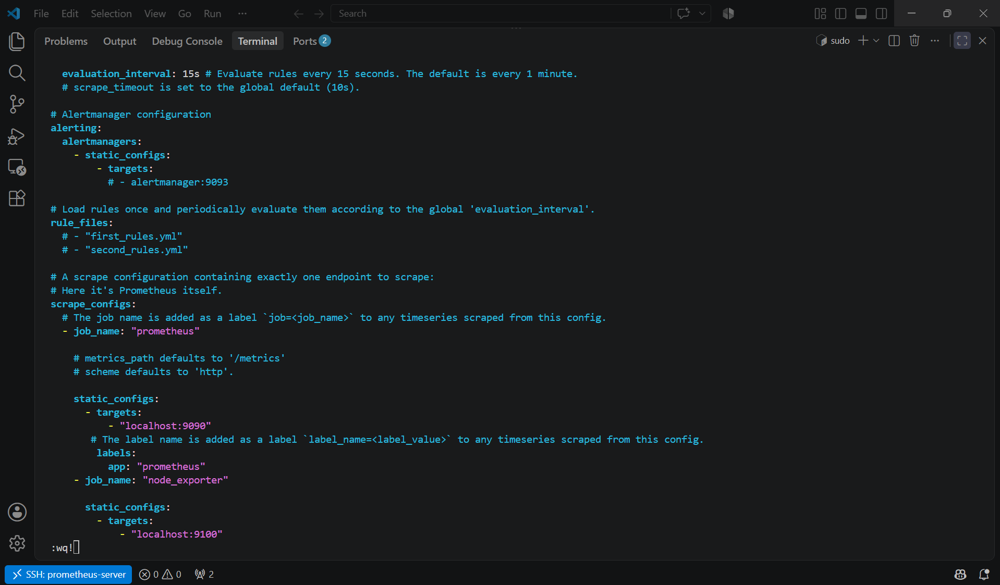 File Edit Selection View Go Run ··· Search
Problems Output Debug Console Terminal Ports 2 sudo
  evaluation_interval: 15s # Evaluate rules every 15 seconds. The default is every 1 minute.
  # scrape_timeout is set to the global default (10s).
# Alertmanager configuration
alerting:
  alertmanagers:
    - static_configs:
        - targets:
          # - alertmanager:9093
# Load rules once and periodically evaluate them according to the global 'evaluation_interval'.
rule_files:
  # - "first_rules.yml"
  # - "second_rules.yml"
# A scrape configuration containing exactly one endpoint to scrape:
# Here it's Prometheus itself.
scrape_configs:
  # The job name is added as a label `job=<job_name>` to any timeseries scraped from this config.
  - job_name: "prometheus"
    # metrics_path defaults to '/metrics'
    # scheme defaults to 'http'.
    static_configs:
      - targets:
          - "localhost:9090"
       # The label name is added as a label `label_name=<label_value>` to any timeseries scraped from this config.
        labels:
          app: "prometheus"
    - job_name: "node_exporter"
      static_configs:
        - targets:
            - "localhost:9100"
:wq!
SSH: prometheus-server 0 0 2